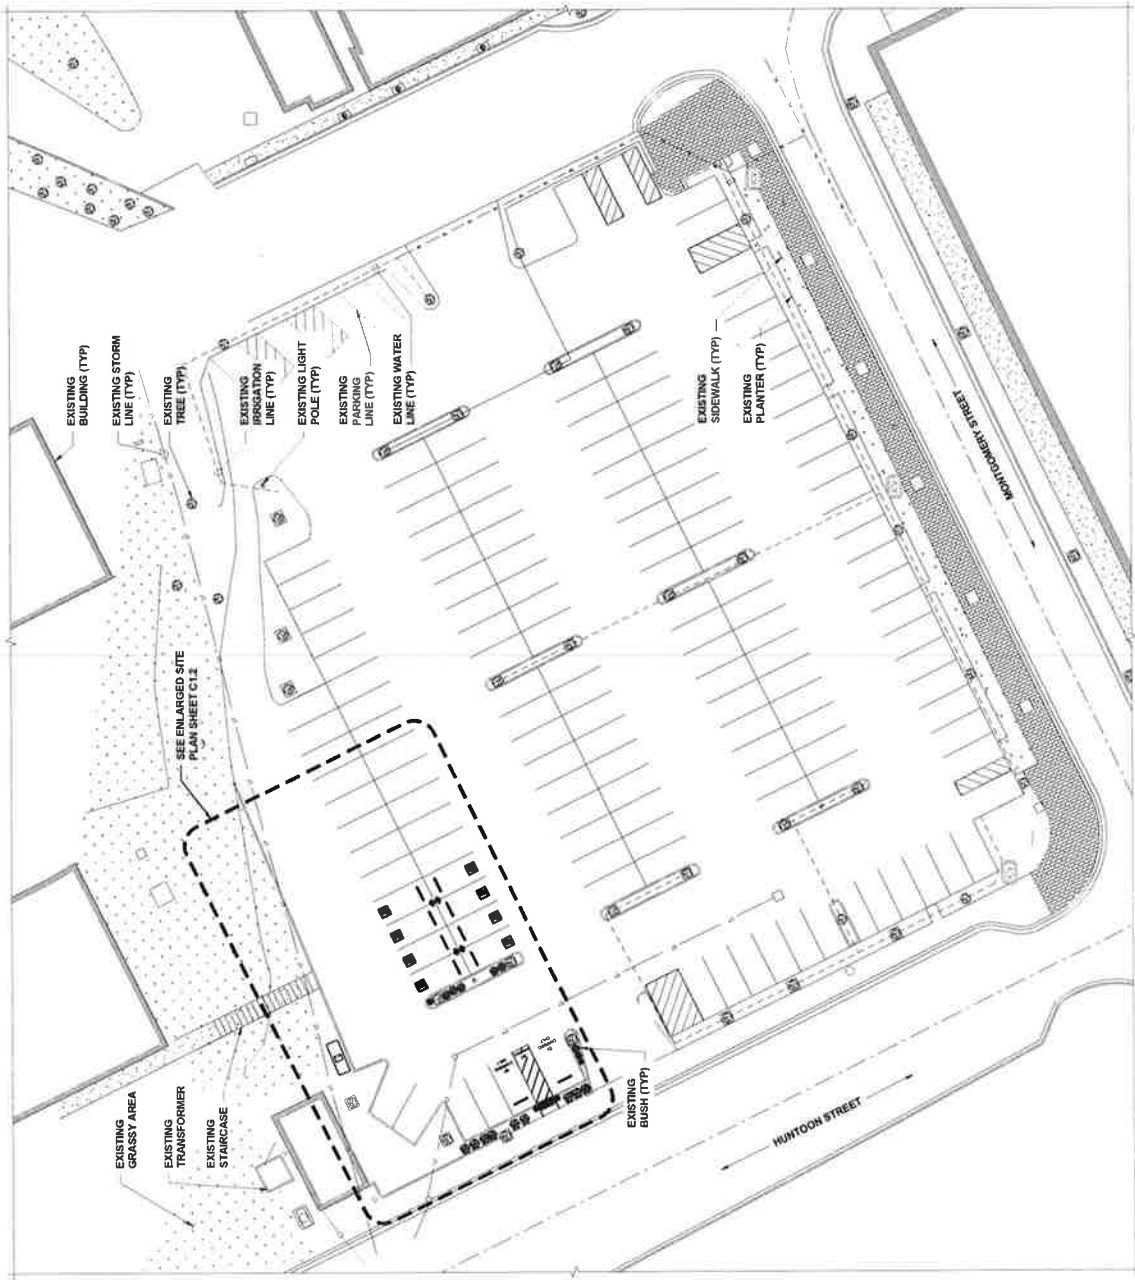 EXISTING
BUILDING (TYP)
EXISTING STORM
LINE (TYP)
EXISTING
TREE (TYP)
EXISTING
IRRIGATION
LINE (TYP)
EXISTING LIGHT
POLE (TYP)
EXISTING
PARKING
LINE (TYP)
EXISTING WATER
LINE (TYP)
EXISTING
SIDEWALK (TYP)
EXISTING
PLANTER (TYP)
MONTGOMERY STREET
SEE ENLARGED SITE
PLAN SHEET C1.2
EXISTING
GRASSY AREA
EXISTING
TRANSFORMER
EXISTING
STAIRCASE
EXISTING
BUSH (TYP)
HUNTOON STREET